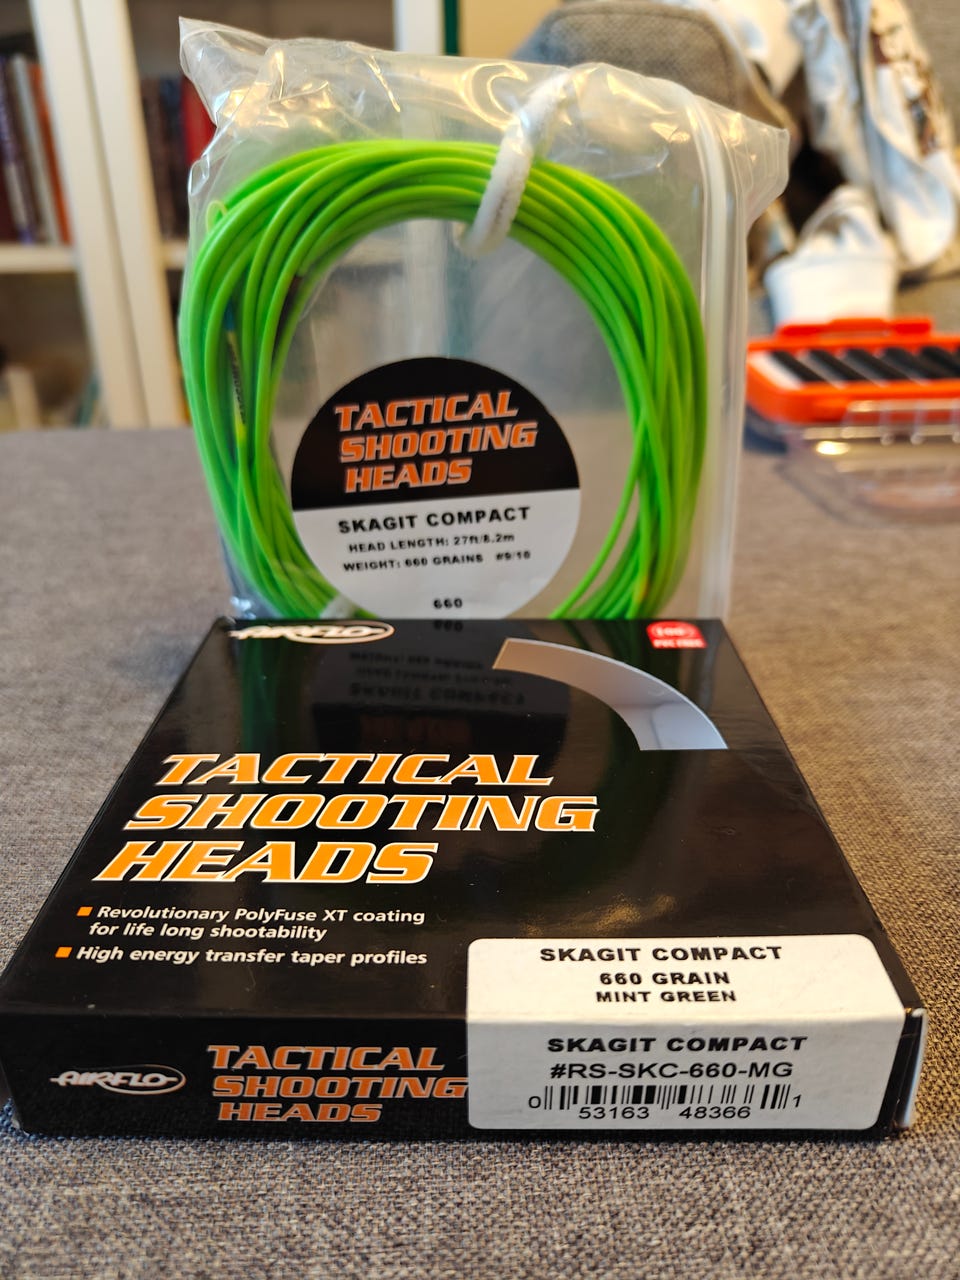 TACTICAL
SHOOTING
HEADS
SKAGIT COMPACT
HEAD LENGTH: 27ft/8.2m
WEIGHT: 660 GRAINS #9/10
660
AIRFLO
TACTICAL
SHOOTING
HEADS
Revolutionary PolyFuse XT coating
for life long shootability
High energy transfer taper profiles
SKAGIT COMPACT
660 GRAIN
MINT GREEN
AIRFLO
TACTICAL
SHOOTING
HEADS
SKAGIT COMPACT
#RS-SKC-660-MG
0 53163 48366 1